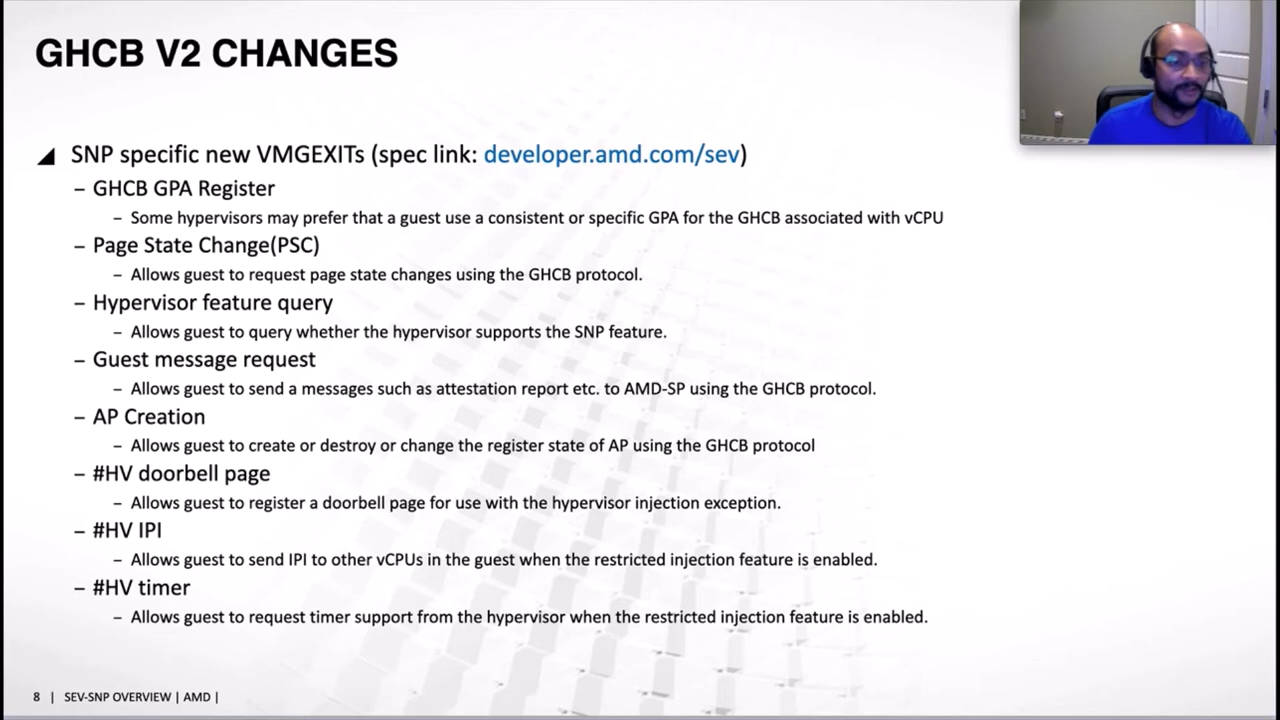 GHCB V2 CHANGES
SNP specific new VMGEXITs (spec link: developer.amd.com/sev)
– GHCB GPA Register
– Some hypervisors may prefer that a guest use a consistent or specific GPA for the GHCB associated with vCPU
– Page State Change(PSC)
– Allows guest to request page state changes using the GHCB protocol.
– Hypervisor feature query
– Allows guest to query whether the hypervisor supports the SNP feature.
– Guest message request
– Allows guest to send a messages such as attestation report etc. to AMD-SP using the GHCB protocol.
– AP Creation
– Allows guest to create or destroy or change the register state of AP using the GHCB protocol
– #HV doorbell page
– Allows guest to register a doorbell page for use with the hypervisor injection exception.
– #HV IPI
– Allows guest to send IPI to other vCPUs in the guest when the restricted injection feature is enabled.
– #HV timer
– Allows guest to request timer support from the hypervisor when the restricted injection feature is enabled.
8 | SEV-SNP OVERVIEW | AMD |